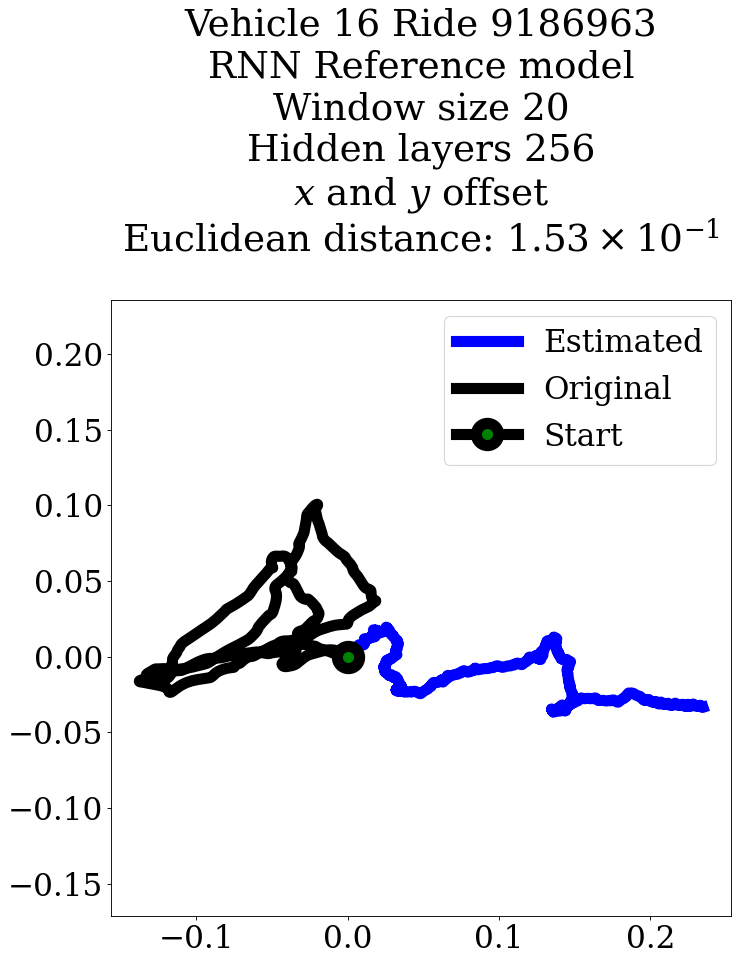 Vehicle 16 Ride 9186963
RNN Reference model
Window size 20
Hidden layers 256
x and y offset
Euclidean distance: 1.53 × 10⁻¹
Estimated
Original
Start
0.20
0.15
0.10
0.05
0.00
−0.05
−0.10
−0.15
−0.1
0.0
0.1
0.2